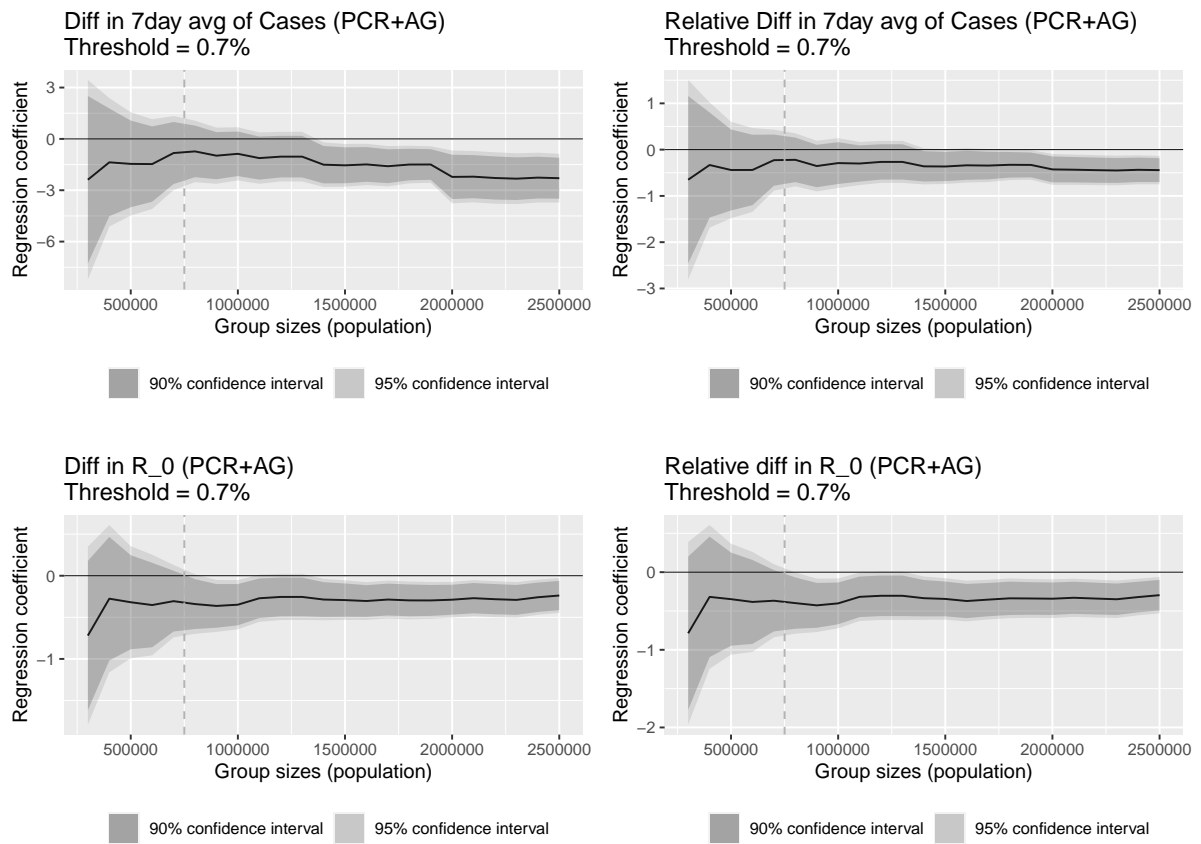 Diff in 7day avg of Cases (PCR+AG)
Threshold = 0.7%
Regression coefficient
3
0
−3
−6
500000 1000000 1500000 2000000 2500000
Group sizes (population)
90% confidence interval 95% confidence interval
Relative Diff in 7day avg of Cases (PCR+AG)
Threshold = 0.7%
Regression coefficient
1
0
−1
−2
−3
500000 1000000 1500000 2000000 2500000
Group sizes (population)
90% confidence interval 95% confidence interval
Diff in R_0 (PCR+AG)
Threshold = 0.7%
Regression coefficient
0
−1
500000 1000000 1500000 2000000 2500000
Group sizes (population)
90% confidence interval 95% confidence interval
Relative diff in R_0 (PCR+AG)
Threshold = 0.7%
Regression coefficient
0
−1
−2
500000 1000000 1500000 2000000 2500000
Group sizes (population)
90% confidence interval 95% confidence interval